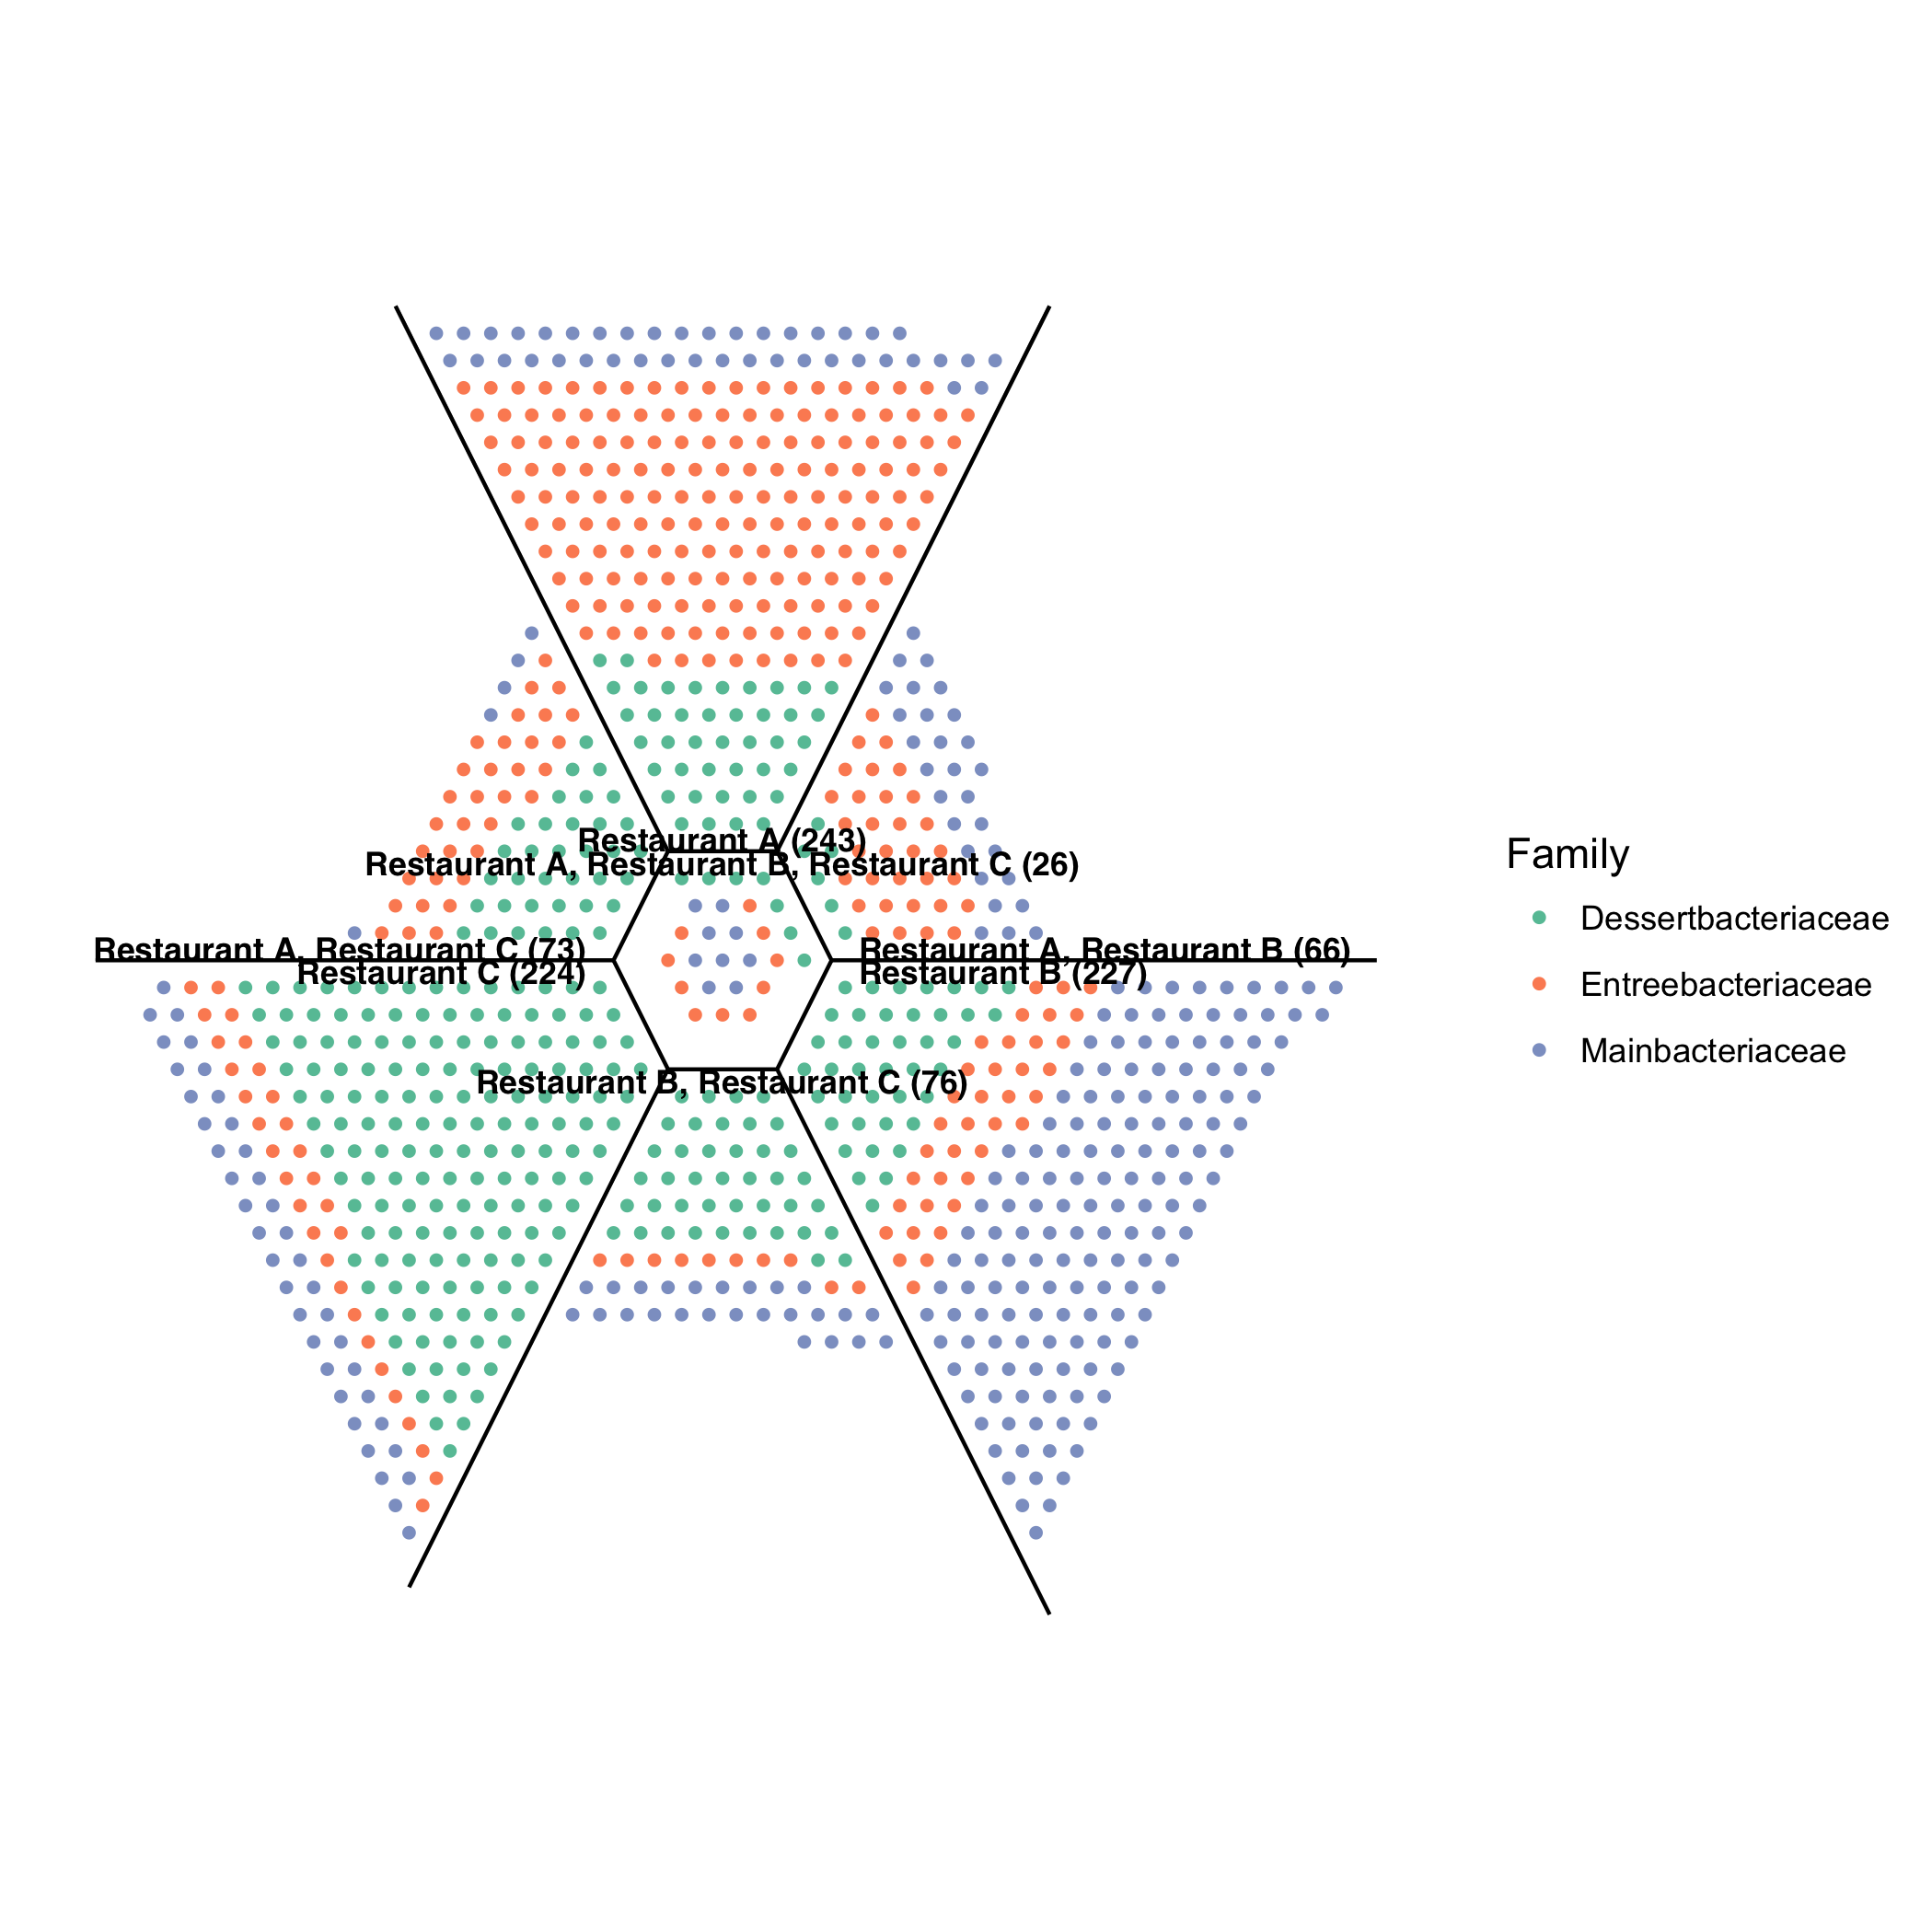 Restaurant A (243)
Restaurant A, Restaurant B, Restaurant C (26)
Restaurant A, Restaurant C (73)
Restaurant A, Restaurant B (66)
Restaurant C (224)
Restaurant B (227)
Restaurant B, Restaurant C (76)
Family
Dessertbacteriaceae
Entreebacteriaceae
Mainbacteriaceae